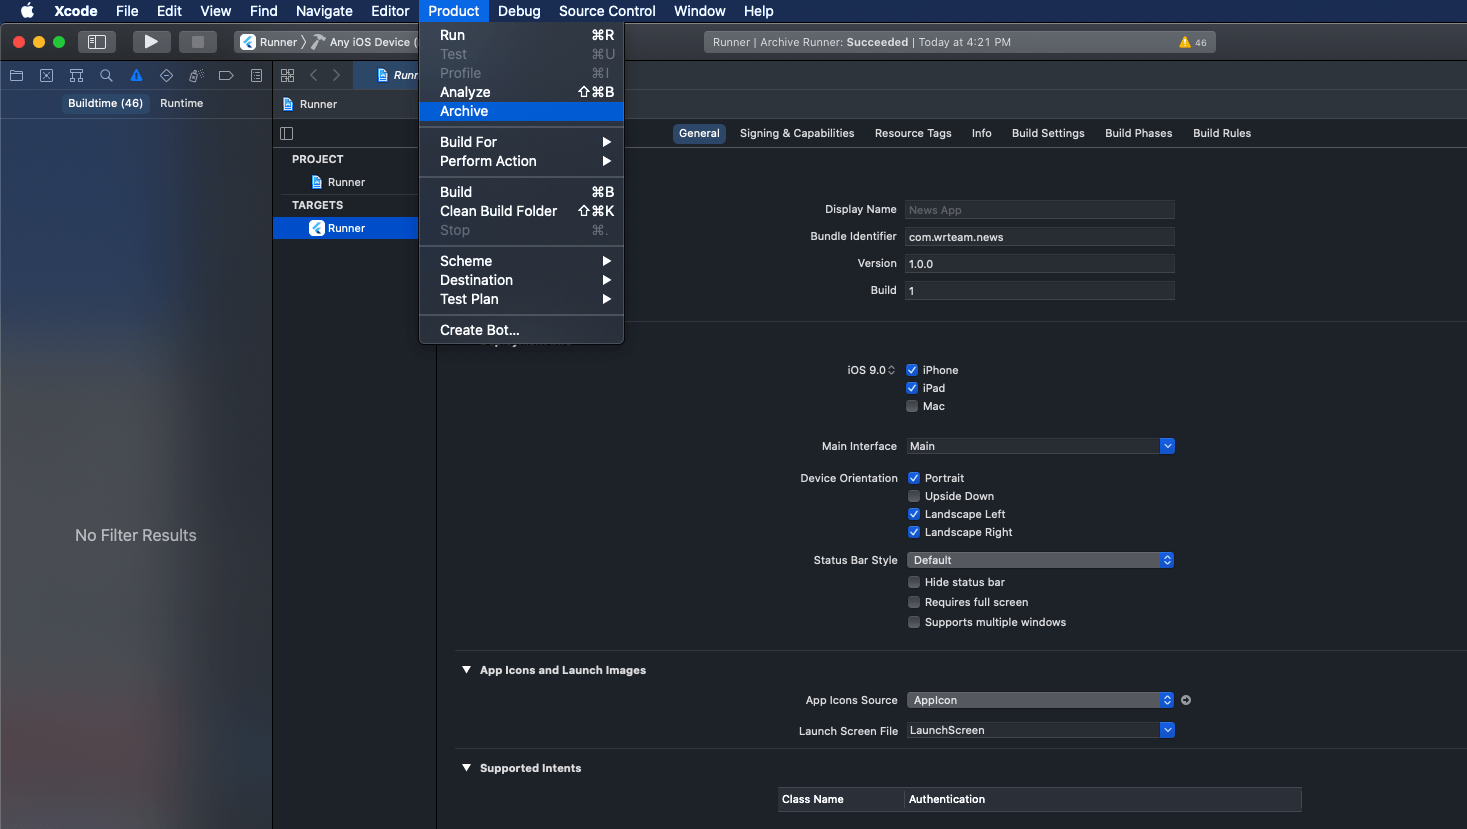 Xcode File Edit View Find Navigate Editor Product Debug Source Control Window Help
Runner Any iOS Device (
Runner | Archive Runner: Succeeded | Today at 4:21 PM 46
Buildtime (46) Runtime
Runner
PROJECT
Runner
TARGETS
Runner
No Filter Results
Run ⌘R
Test ⌘U
Profile ⌘I
Analyze ⇧⌘B
Archive
Build For
Perform Action
Build ⌘B
Clean Build Folder ⇧⌘K
Stop ⌘.
Scheme
Destination
Test Plan
Create Bot...
General Signing & Capabilities Resource Tags Info Build Settings Build Phases Build Rules
Display Name News App
Bundle Identifier com.wrteam.news
Version 1.0.0
Build 1
iOS 9.0 iPhone
iPad
Mac
Main Interface Main
Device Orientation Portrait
Upside Down
Landscape Left
Landscape Right
Status Bar Style Default
Hide status bar
Requires full screen
Supports multiple windows
App Icons and Launch Images
App Icons Source AppIcon
Launch Screen File LaunchScreen
Supported Intents
Class Name Authentication